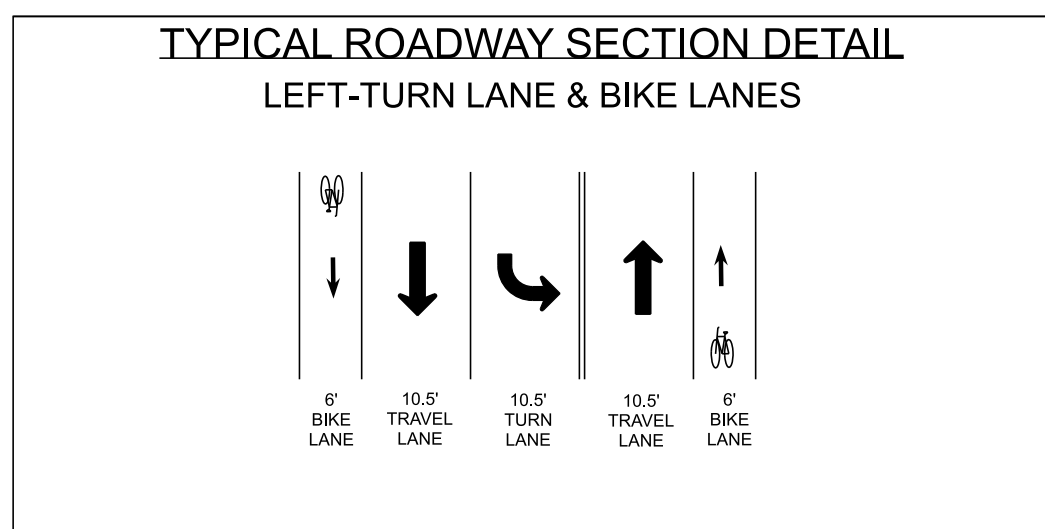 TYPICAL ROADWAY SECTION DETAIL
LEFT-TURN LANE & BIKE LANES
6'
BIKE
LANE
10.5'
TRAVEL
LANE
10.5'
TURN
LANE
10.5'
TRAVEL
LANE
6'
BIKE
LANE